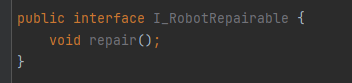 public interface I_RobotRepairable {
    void repair();
}